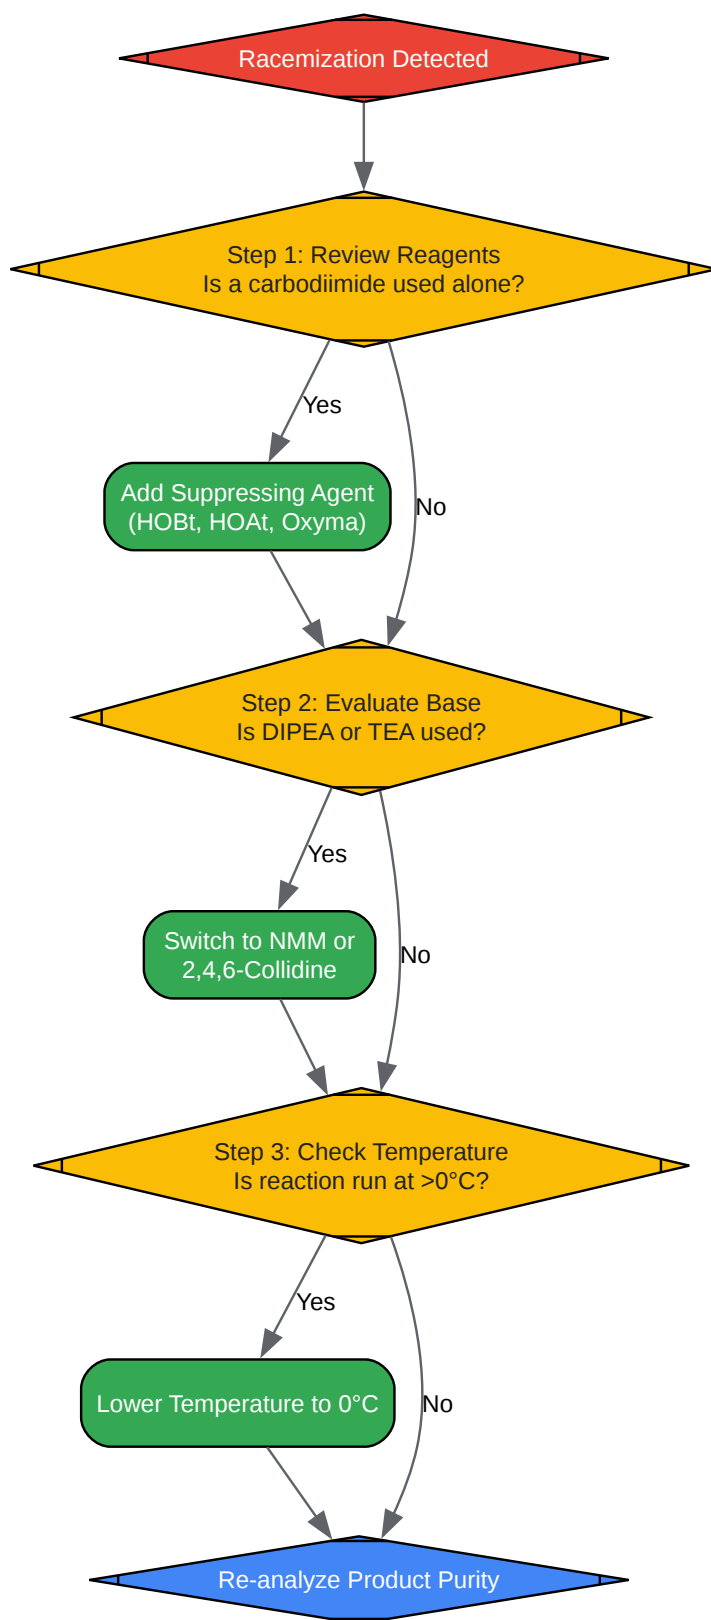 Racemization Detected
Step 1: Review Reagents
Is a carbodiimide used alone?
Yes
Add Suppressing Agent
(HOBt, HOAt, Oxyma)
No
Step 2: Evaluate Base
Is DIPEA or TEA used?
Yes
Switch to NMM or
2,4,6-Collidine
No
Step 3: Check Temperature
Is reaction run at >0°C?
Yes
Lower Temperature to 0°C
No
Re-analyze Product Purity